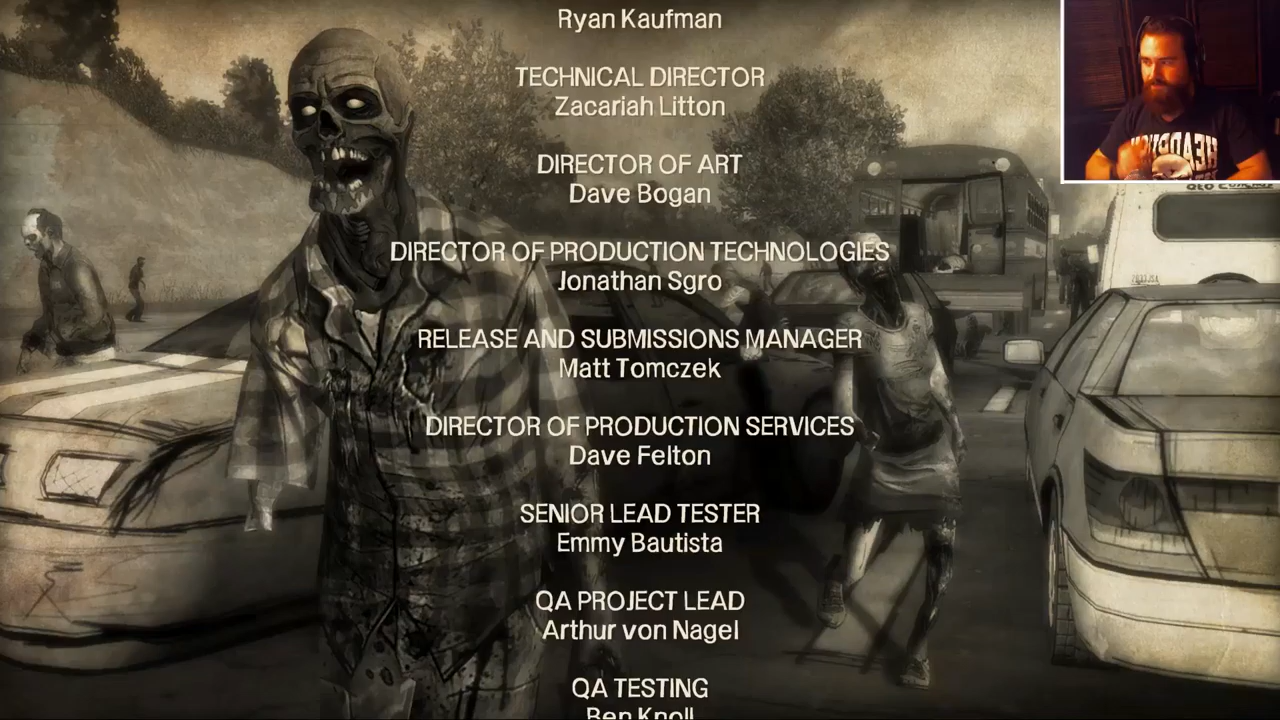 Ryan Kaufman
TECHNICAL DIRECTOR
Zacariah Litton
DIRECTOR OF ART
Dave Bogan
DIRECTOR OF PRODUCTION TECHNOLOGIES
Jonathan Sgro
RELEASE AND SUBMISSIONS MANAGER
Matt Tomczek
DIRECTOR OF PRODUCTION SERVICES
Dave Felton
SENIOR LEAD TESTER
Emmy Bautista
QA PROJECT LEAD
Arthur von Nagel
QA TESTING
Ben Knoll